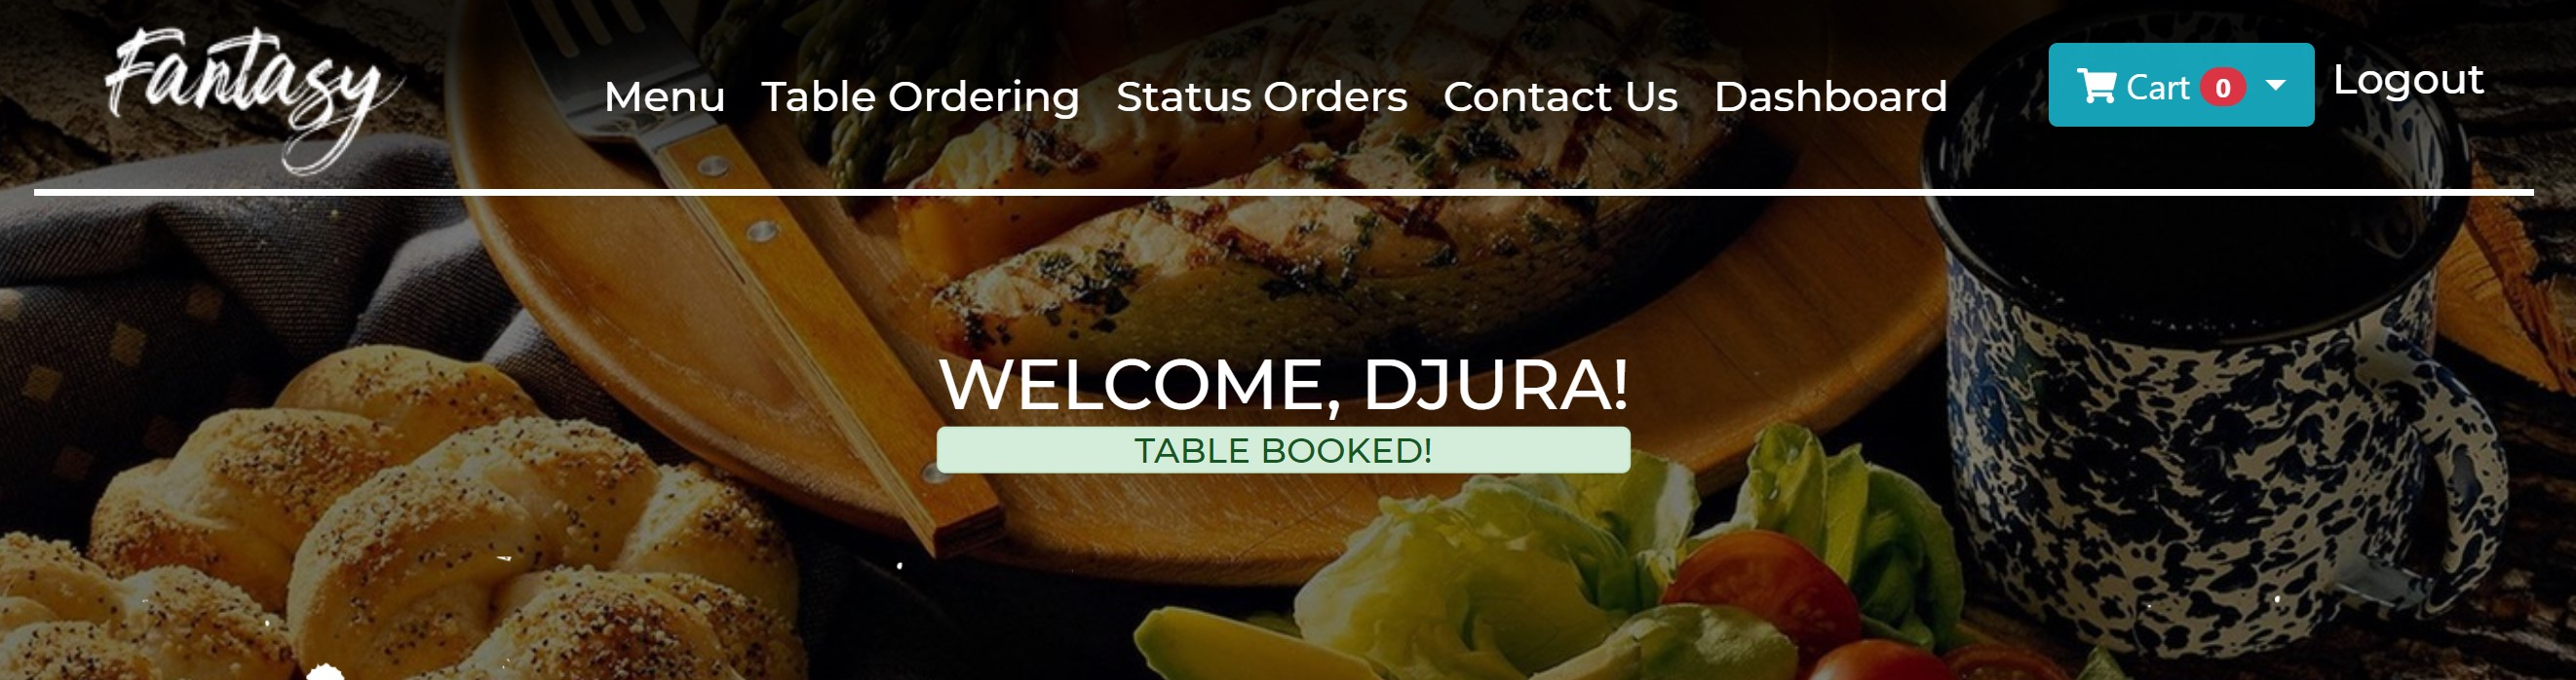 Fantasy
Menu Table Ordering Status Orders Contact Us Dashboard Cart 0 Logout
WELCOME, DJURA!
TABLE BOOKED!